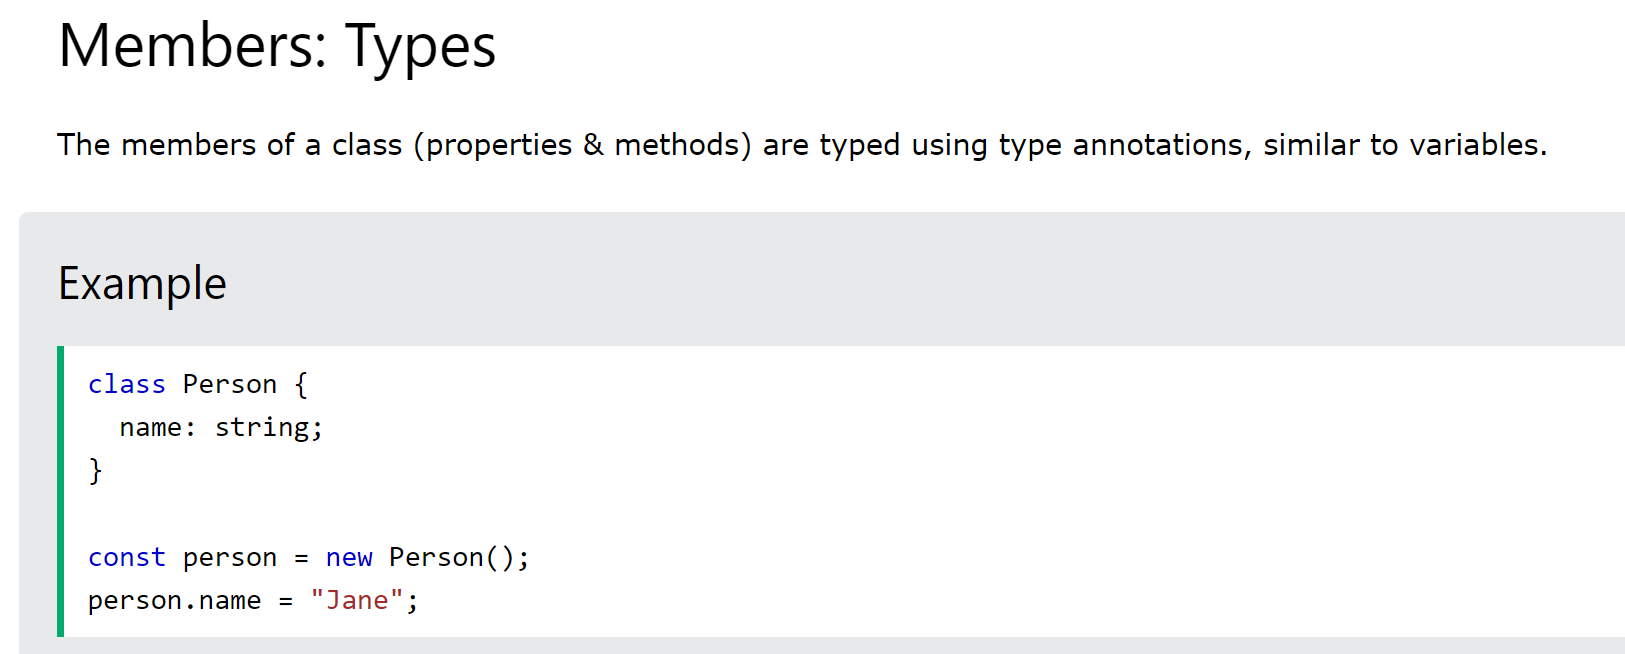 Members: Types
The members of a class (properties & methods) are typed using type annotations, similar to variables.
Example
class Person {
  name: string;
}
const person = new Person();
person.name = "Jane";